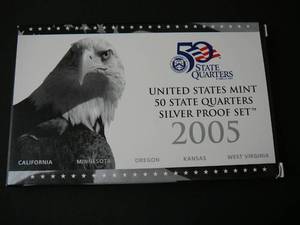 50
STATE
QUARTERS
UNITED STATES MINT
50 STATE QUARTERS
SILVER PROOF SET™
2005
CALIFORNIA MINNESOTA OREGON KANSAS WEST VIRGINIA